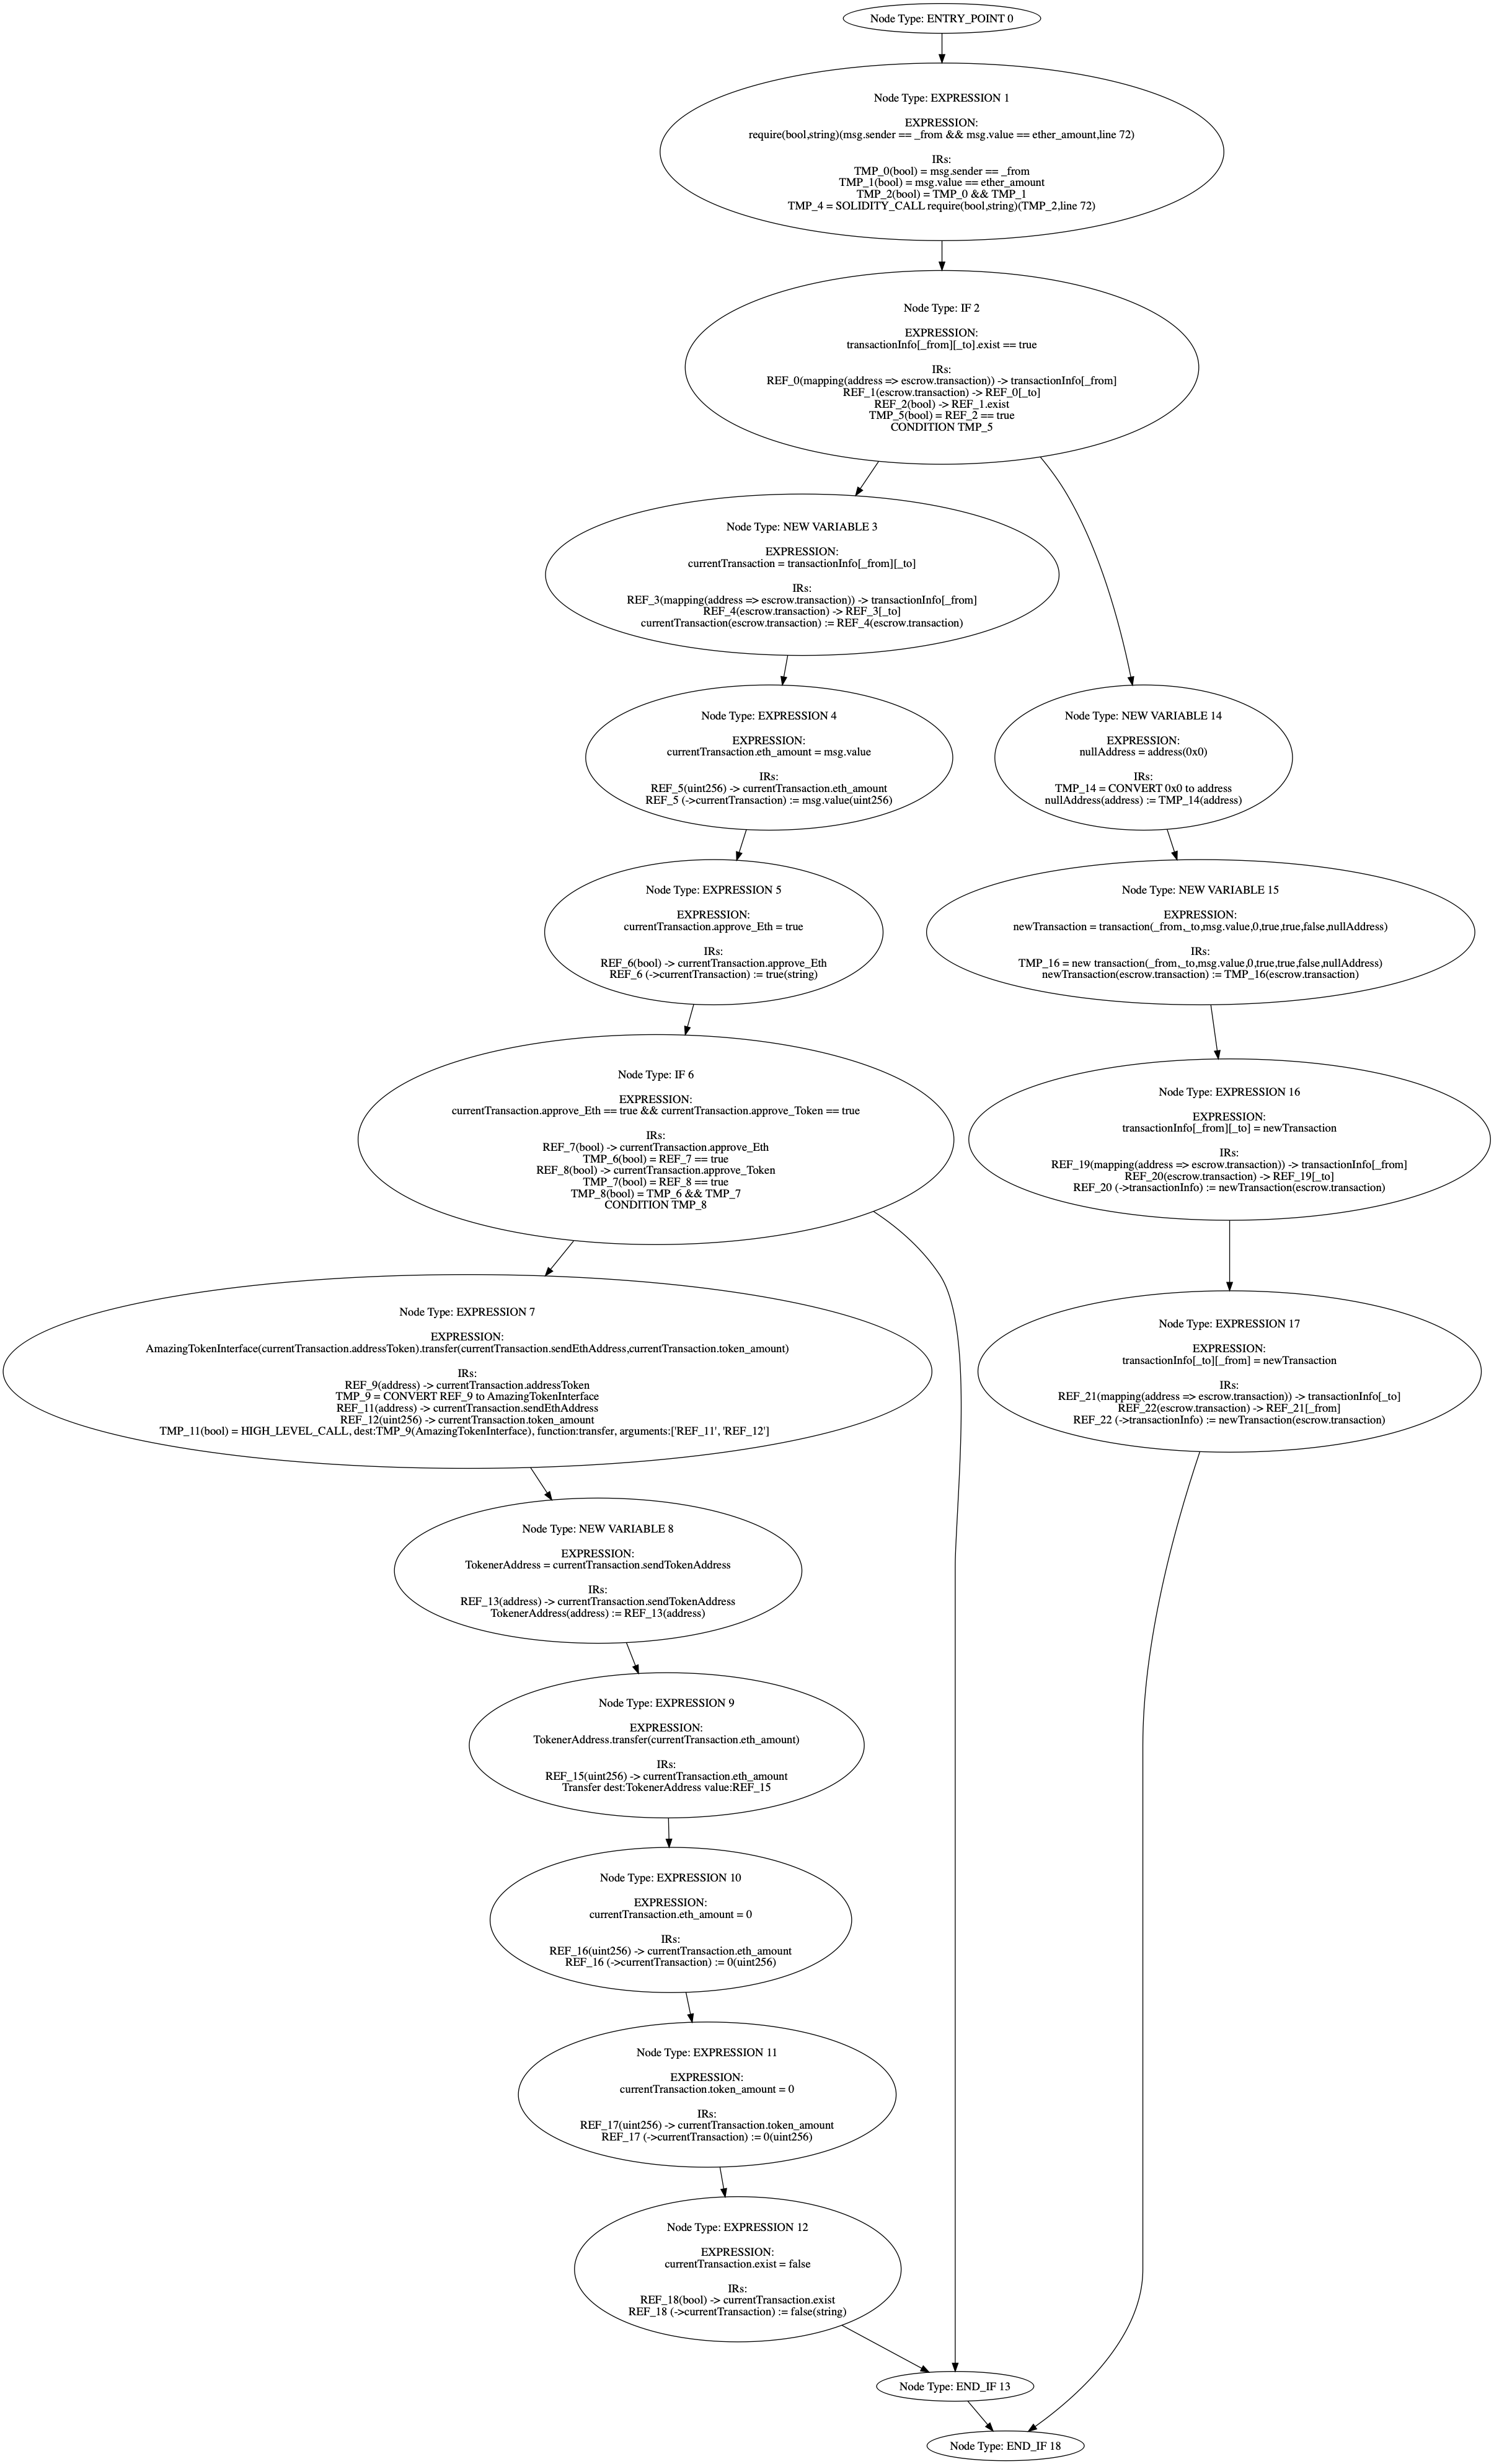 Node Type: ENTRY_POINT 0
Node Type: EXPRESSION 1
EXPRESSION:
require(bool,string)(msg.sender == _from && msg.value == ether_amount,line 72)
IRs:
TMP_0(bool) = msg.sender == _from
TMP_1(bool) = msg.value == ether_amount
TMP_2(bool) = TMP_0 && TMP_1
TMP_4 = SOLIDITY_CALL require(bool,string)(TMP_2,line 72)
Node Type: IF 2
EXPRESSION:
transactionInfo[_from][_to].exist == true
IRs:
REF_0(mapping(address => escrow.transaction)) -> transactionInfo[_from]
REF_1(escrow.transaction) -> REF_0[_to]
REF_2(bool) -> REF_1.exist
TMP_5(bool) = REF_2 == true
CONDITION TMP_5
Node Type: NEW VARIABLE 3
EXPRESSION:
currentTransaction = transactionInfo[_from][_to]
IRs:
REF_3(mapping(address => escrow.transaction)) -> transactionInfo[_from]
REF_4(escrow.transaction) -> REF_3[_to]
currentTransaction(escrow.transaction) := REF_4(escrow.transaction)
Node Type: EXPRESSION 4
EXPRESSION:
currentTransaction.eth_amount = msg.value
IRs:
REF_5(uint256) -> currentTransaction.eth_amount
REF_5 (->currentTransaction) := msg.value(uint256)
Node Type: NEW VARIABLE 14
EXPRESSION:
nullAddress = address(0x0)
IRs:
TMP_14 = CONVERT 0x0 to address
nullAddress(address) := TMP_14(address)
Node Type: EXPRESSION 5
EXPRESSION:
currentTransaction.approve_Eth = true
IRs:
REF_6(bool) -> currentTransaction.approve_Eth
REF_6 (->currentTransaction) := true(string)
Node Type: NEW VARIABLE 15
EXPRESSION:
newTransaction = transaction(_from,_to,msg.value,0,true,true,false,nullAddress)
IRs:
TMP_16 = new transaction(_from,_to,msg.value,0,true,true,false,nullAddress)
newTransaction(escrow.transaction) := TMP_16(escrow.transaction)
Node Type: IF 6
EXPRESSION:
currentTransaction.approve_Eth == true && currentTransaction.approve_Token == true
IRs:
REF_7(bool) -> currentTransaction.approve_Eth
TMP_6(bool) = REF_7 == true
REF_8(bool) -> currentTransaction.approve_Token
TMP_7(bool) = REF_8 == true
TMP_8(bool) = TMP_6 && TMP_7
CONDITION TMP_8
Node Type: EXPRESSION 16
EXPRESSION:
transactionInfo[_from][_to] = newTransaction
IRs:
REF_19(mapping(address => escrow.transaction)) -> transactionInfo[_from]
REF_20(escrow.transaction) -> REF_19[_to]
REF_20 (->transactionInfo) := newTransaction(escrow.transaction)
Node Type: EXPRESSION 7
EXPRESSION:
AmazingTokenInterface(currentTransaction.addressToken).transfer(currentTransaction.sendEthAddress,currentTransaction.token_amount)
IRs:
REF_9(address) -> currentTransaction.addressToken
TMP_9 = CONVERT REF_9 to AmazingTokenInterface
REF_11(address) -> currentTransaction.sendEthAddress
REF_12(uint256) -> currentTransaction.token_amount
TMP_11(bool) = HIGH_LEVEL_CALL, dest:TMP_9(AmazingTokenInterface), function:transfer, arguments:['REF_11', 'REF_12']
Node Type: EXPRESSION 17
EXPRESSION:
transactionInfo[_to][_from] = newTransaction
IRs:
REF_21(mapping(address => escrow.transaction)) -> transactionInfo[_to]
REF_22(escrow.transaction) -> REF_21[_from]
REF_22 (->transactionInfo) := newTransaction(escrow.transaction)
Node Type: NEW VARIABLE 8
EXPRESSION:
TokenerAddress = currentTransaction.sendTokenAddress
IRs:
REF_13(address) -> currentTransaction.sendTokenAddress
TokenerAddress(address) := REF_13(address)
Node Type: EXPRESSION 9
EXPRESSION:
TokenerAddress.transfer(currentTransaction.eth_amount)
IRs:
REF_15(uint256) -> currentTransaction.eth_amount
Transfer dest:TokenerAddress value:REF_15
Node Type: EXPRESSION 10
EXPRESSION:
currentTransaction.eth_amount = 0
IRs:
REF_16(uint256) -> currentTransaction.eth_amount
REF_16 (->currentTransaction) := 0(uint256)
Node Type: EXPRESSION 11
EXPRESSION:
currentTransaction.token_amount = 0
IRs:
REF_17(uint256) -> currentTransaction.token_amount
REF_17 (->currentTransaction) := 0(uint256)
Node Type: EXPRESSION 12
EXPRESSION:
currentTransaction.exist = false
IRs:
REF_18(bool) -> currentTransaction.exist
REF_18 (->currentTransaction) := false(string)
Node Type: END_IF 13
Node Type: END_IF 18